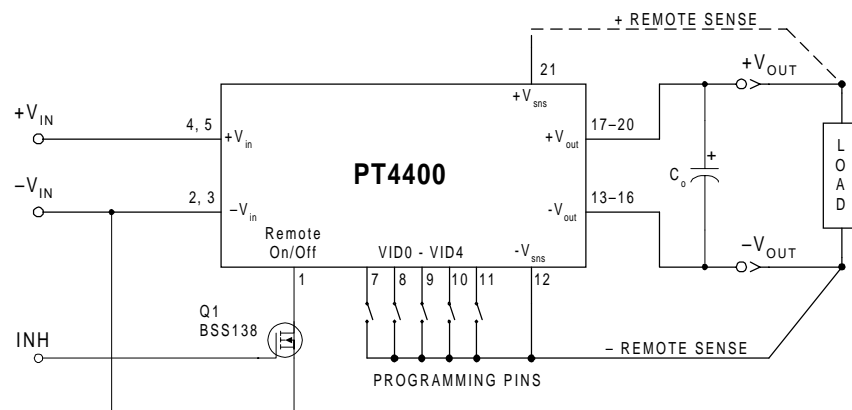 + REMOTE SENSE
21
+V_OUT
+V_sns
+V_IN
4, 5
17–20
+V_in
+V_out
PT4400
+
C_o
LOAD
–V_IN
2, 3
13–16
–V_in
-V_out
Remote
On/Off
VID0 - VID4
-V_sns
–V_OUT
1
7
8
9
10
11
12
Q1
BSS138
INH
– REMOTE SENSE
PROGRAMMING PINS